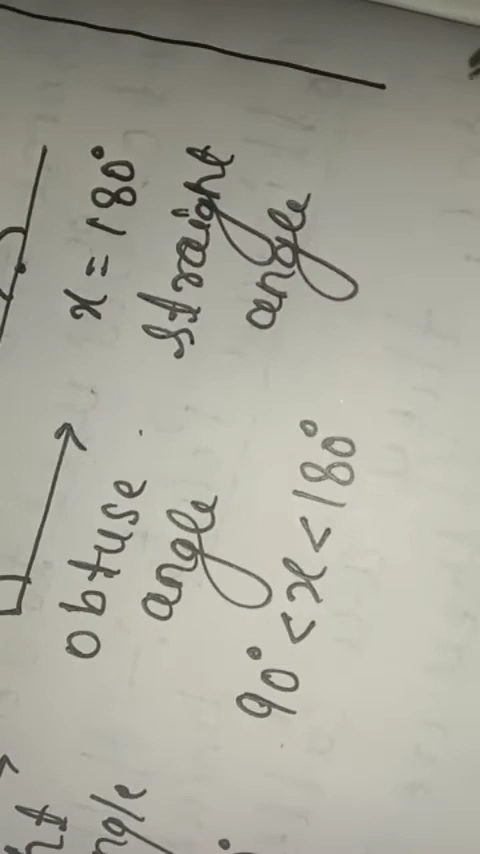 x = 180°
straight
angle
obtuse
angle
90° < x < 180°